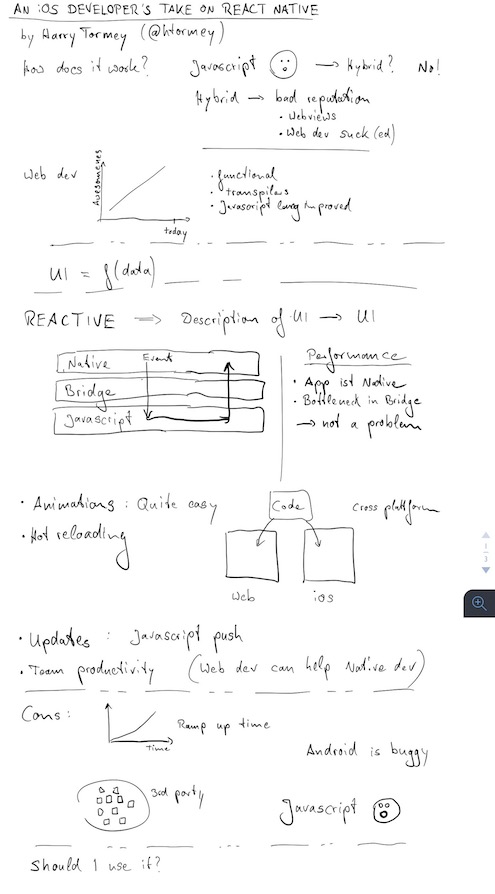 AN iOS DEVELOPER'S TAKE ON REACT NATIVE
by Harry Tormey (@htormey)
How does it work? Javascript → Hybrid? No!
Hybrid → bad reputation
• Webviews
• Web dev suck(ed)
Web dev
Awesomenes
today
• functional
• transpilers
• Javascript lang improved
UI = f(data)
REACTIVE ⇒ Description of UI → UI
Native Event
Bridge
Javascript
Performance
• App ist Native
• Bottleneck in Bridge
→ not a problem
• Animations : Quite easy
• Hot reloading
Code
Cross platform
Web iOS
1
3
• Updates : Javascript push
• Team productivity (Web dev can help Native dev)
Cons :
Ramp up time
Time
Android is buggy
3rd party
Javascript
Should I use it?